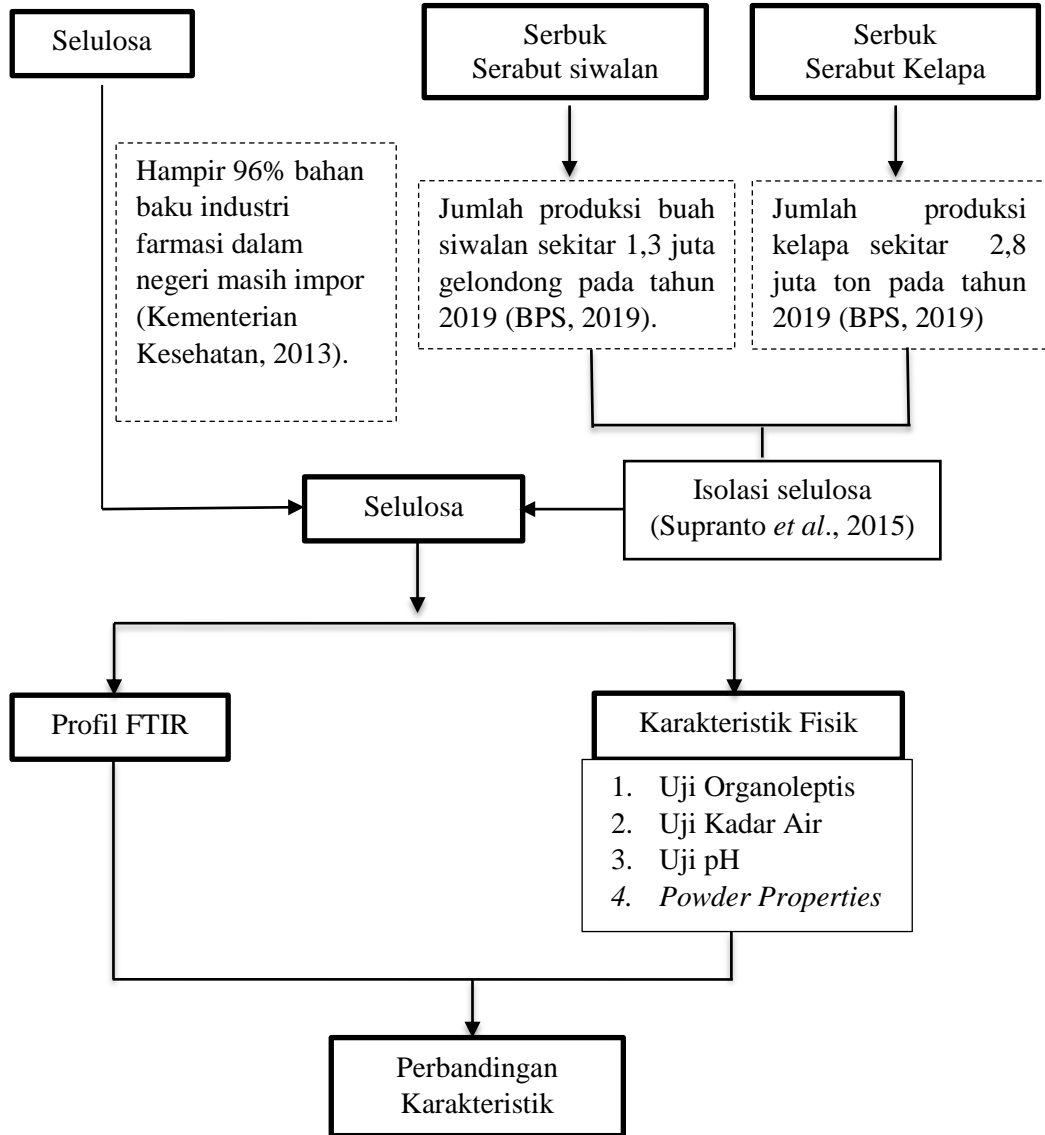 Selulosa
Serbuk
Serabut siwalan
Serbuk
Serabut Kelapa
Hampir 96% bahan
baku industri
farmasi dalam
negeri masih impor
(Kementerian
Kesehatan, 2013).
Jumlah produksi buah
siwalan sekitar 1,3 juta
gelondong pada tahun
2019 (BPS, 2019).
Jumlah produksi
kelapa sekitar 2,8
juta ton pada tahun
2019 (BPS, 2019)
Selulosa
Isolasi selulosa
(Supranto et al., 2015)
Profil FTIR
Karakteristik Fisik
1. Uji Organoleptis
2. Uji Kadar Air
3. Uji pH
4. Powder Properties
Perbandingan
Karakteristik